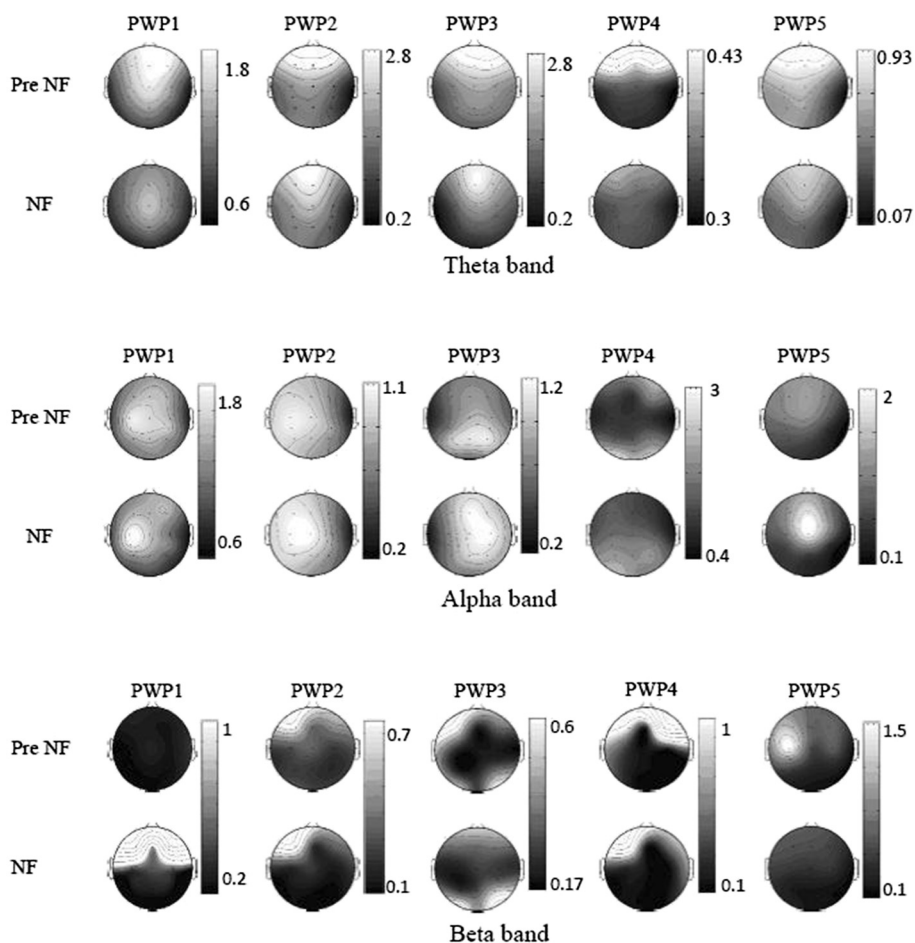 PWP1 PWP2 PWP3 PWP4 PWP5
1.8 2.8 2.8 0.43 0.93
Pre NF
NF
0.6 0.2 0.2 0.3 0.07
Theta band
PWP1 PWP2 PWP3 PWP4 PWP5
1.8 1.1 1.2 3 2
Pre NF
NF
0.6 0.2 0.2 0.4 0.1
Alpha band
PWP1 PWP2 PWP3 PWP4 PWP5
1 0.7 0.6 1 1.5
Pre NF
NF
0.2 0.1 0.17 0.1 0.1
Beta band